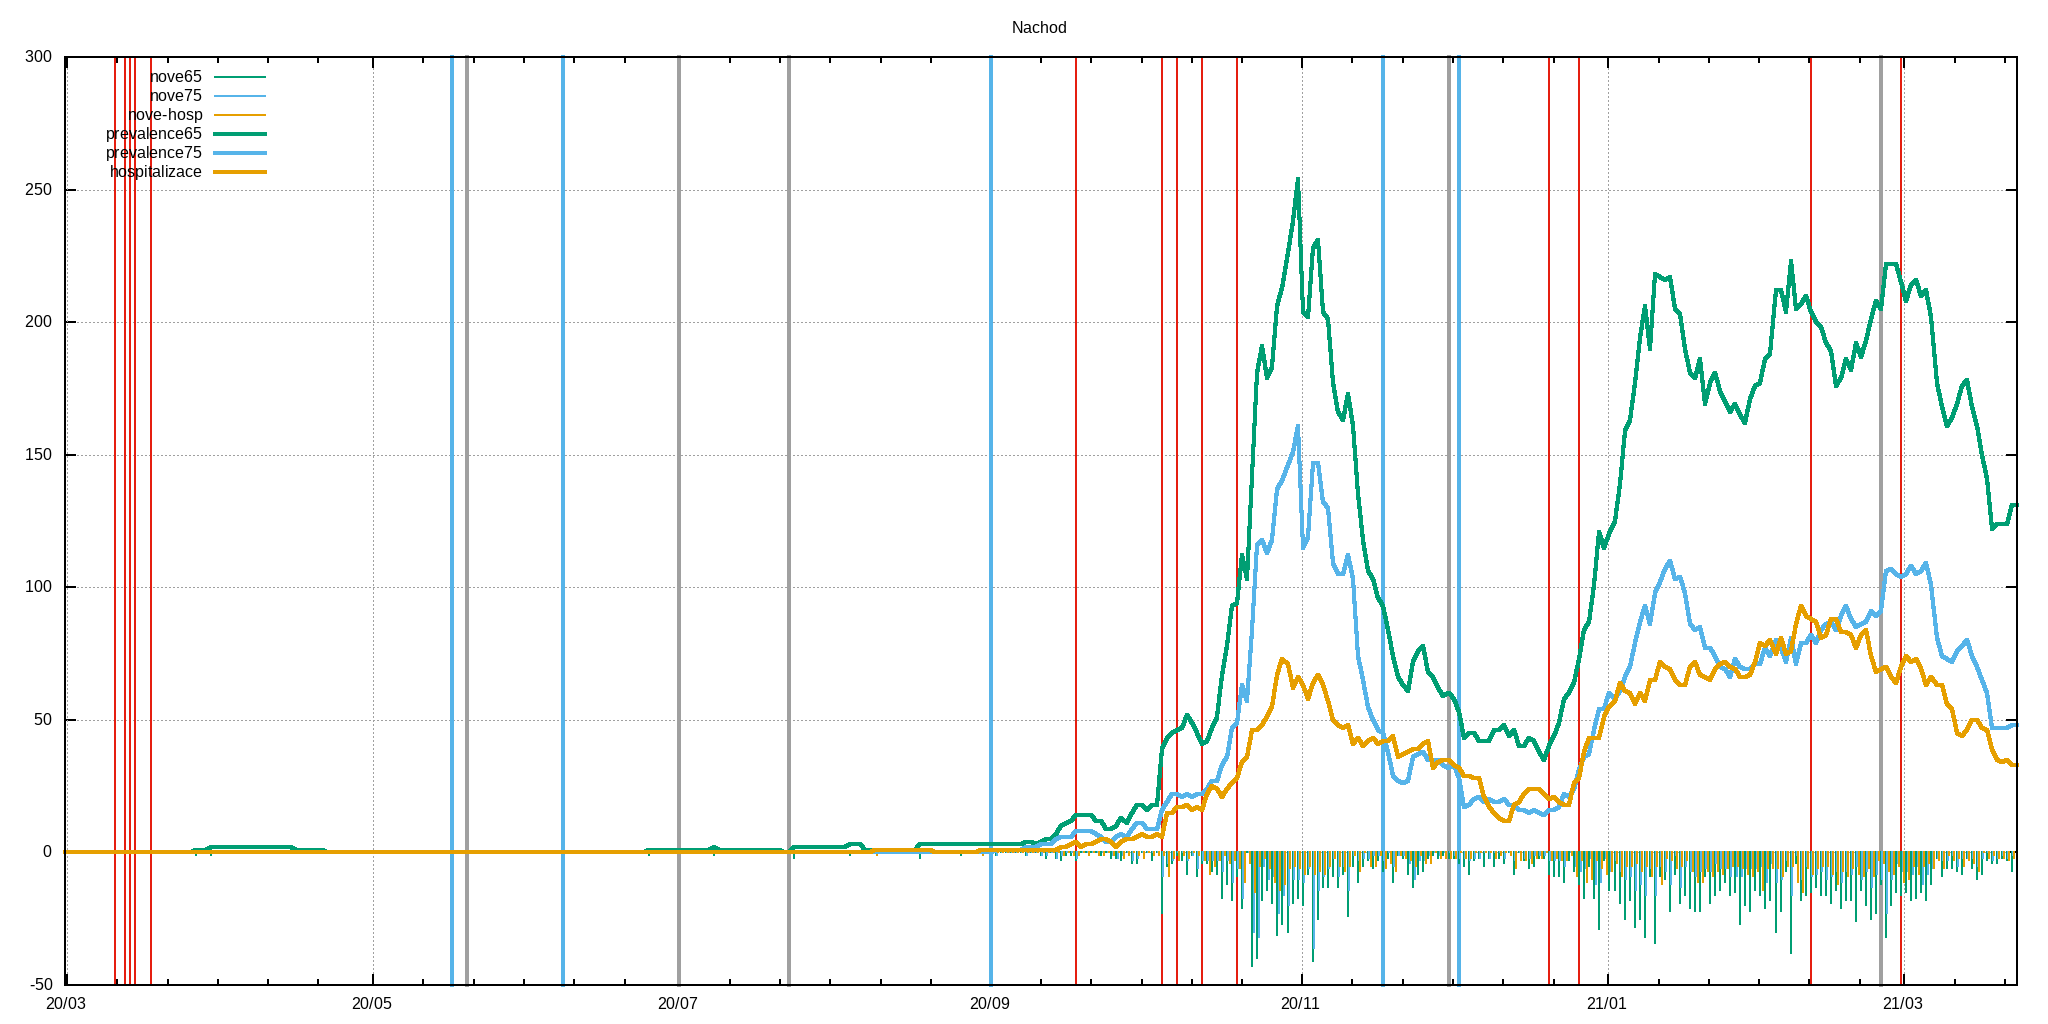 Nachod
300
250
200
150
100
50
0
-50
nove65
nove75
nove-hosp
prevalence65
prevalence75
hospitalizace
20/03 20/05 20/07 20/09 20/11 21/01 21/03